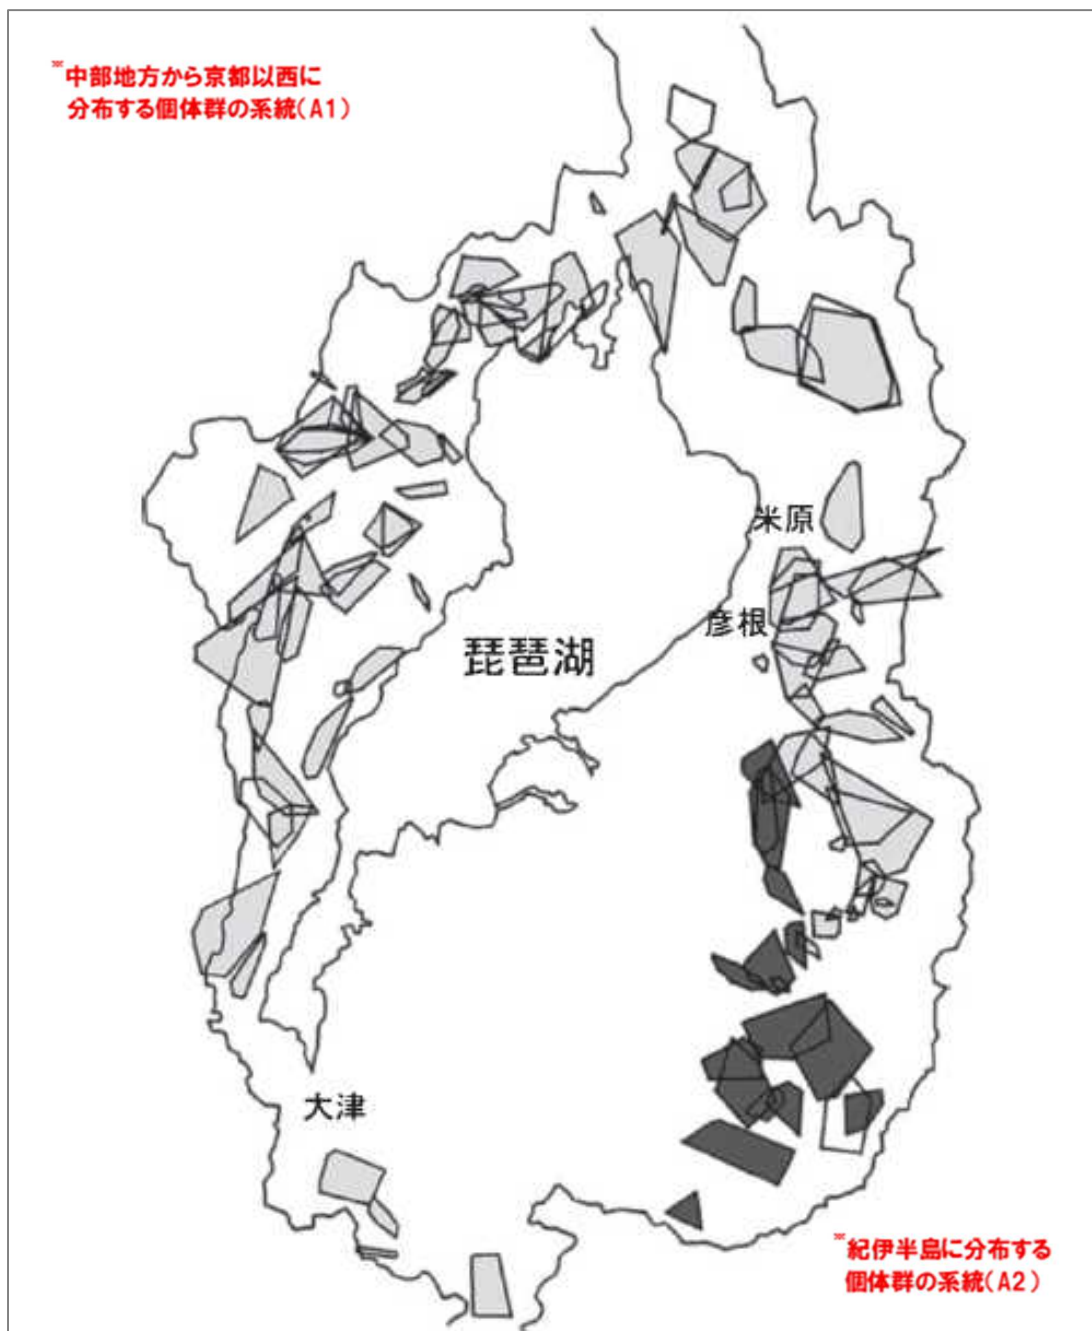 ※中部地方から京都以西に
分布する個体群の系統(A1)
米原
彦根
琵琶湖
大津
※紀伊半島に分布する
個体群の系統(A2)